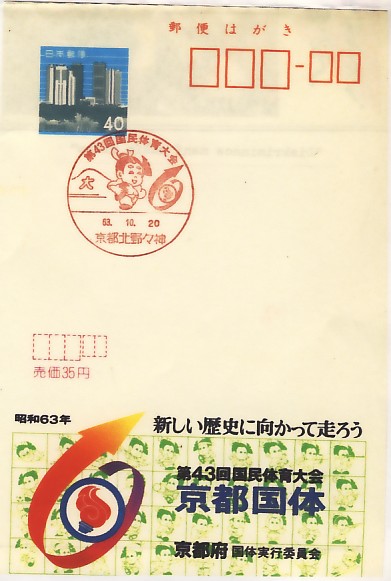 郵便はがき
日本郵便
40
第43回国民体育大会
大
63.10.20
京都北野天神
売価35円
昭和63年
新しい歴史に向かって走ろう
第43回国民体育大会
京都国体
京都府 国体実行委員会